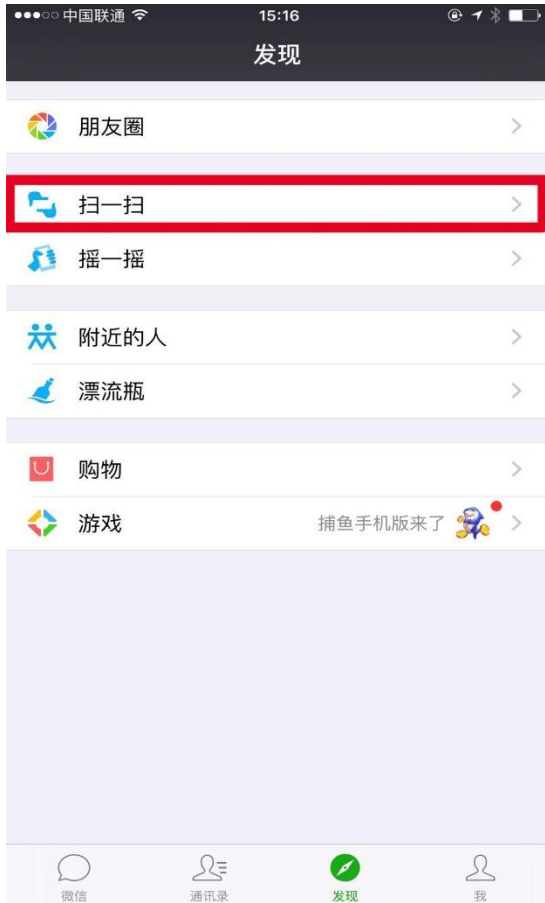 中国联通 15:16
发现
朋友圈
扫一扫
摇一摇
附近的人
漂流瓶
购物
游戏 捕鱼手机版来了
微信 通讯录 发现 我